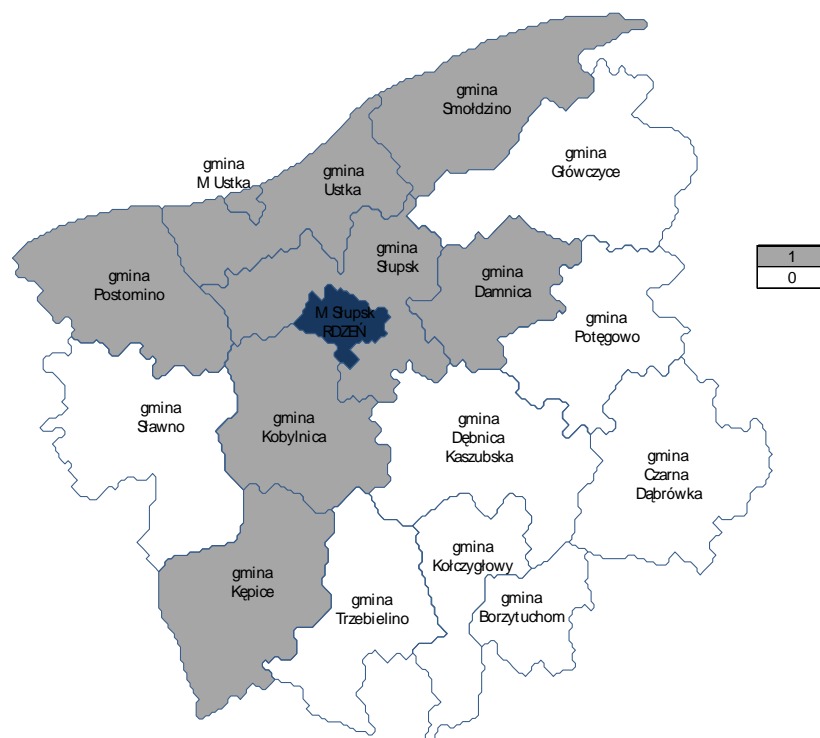 gmina
Smołdzino
gmina
Główczyce
gmina
M Ustka
gmina
Ustka
gmina
Słupsk
gmina
Damnica
1
0
gmina
Postomino
M Słupsk
RDZEŃ
gmina
Potęgowo
gmina
Sławno
gmina
Kobylnica
gmina
Dębnica
Kaszubska
gmina
Czarna
Dąbrówka
gmina
Kołczygłowy
gmina
Kępice
gmina
Trzebielino
gmina
Borzytuchom